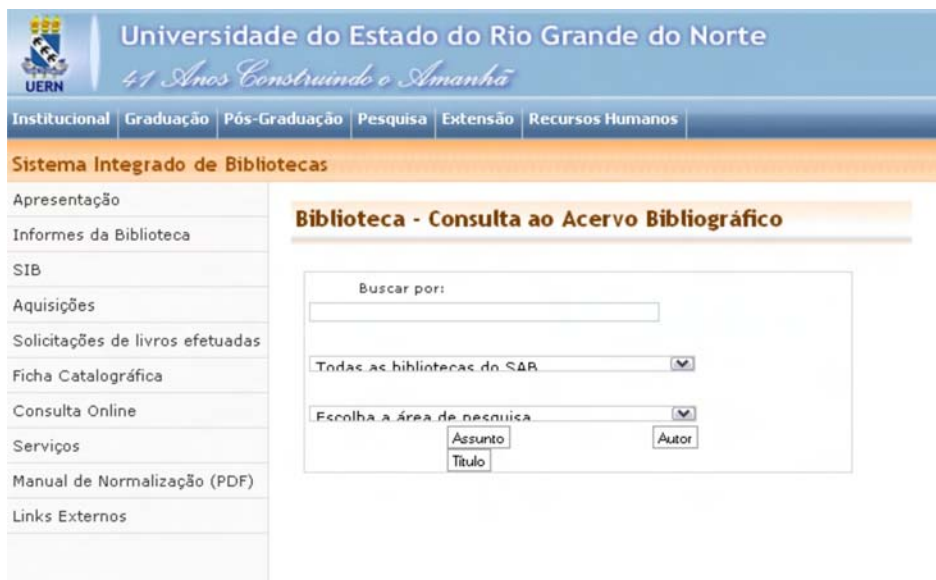 Universidade do Estado do Rio Grande do Norte
41 Anos Construindo o Amanhã
UERN
Institucional Graduação Pós-Graduação Pesquisa Extensão Recursos Humanos
Sistema Integrado de Bibliotecas
Apresentação
Informes da Biblioteca
SIB
Aquisições
Solicitações de livros efetuadas
Ficha Catalográfica
Consulta Online
Serviços
Manual de Normalização (PDF)
Links Externos
Biblioteca - Consulta ao Acervo Bibliográfico
Buscar por:
Todas as bibliotecas do SAB
Escolha a área de pesquisa
Assunto Autor
Título